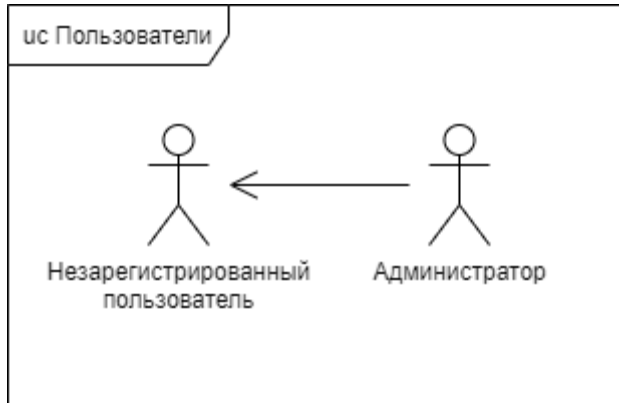 uc Пользователи
Незарегистрированный
пользователь
Администратор